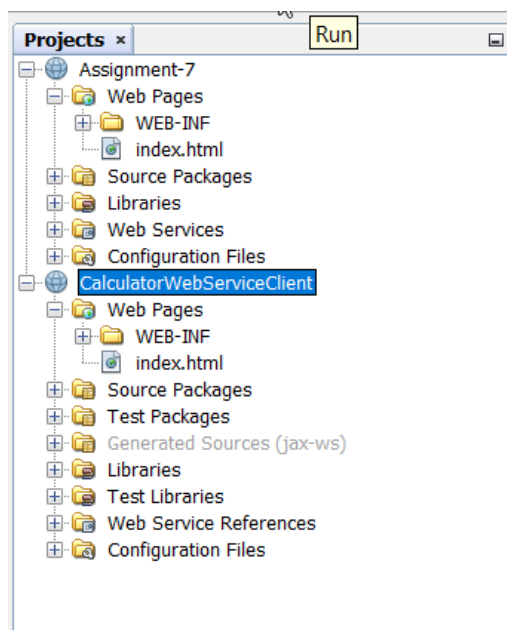 Run
Projects ×
Assignment-7
Web Pages
WEB-INF
index.html
Source Packages
Libraries
Web Services
Configuration Files
CalculatorWebServiceClient
Web Pages
WEB-INF
index.html
Source Packages
Test Packages
Generated Sources (jax-ws)
Libraries
Test Libraries
Web Service References
Configuration Files